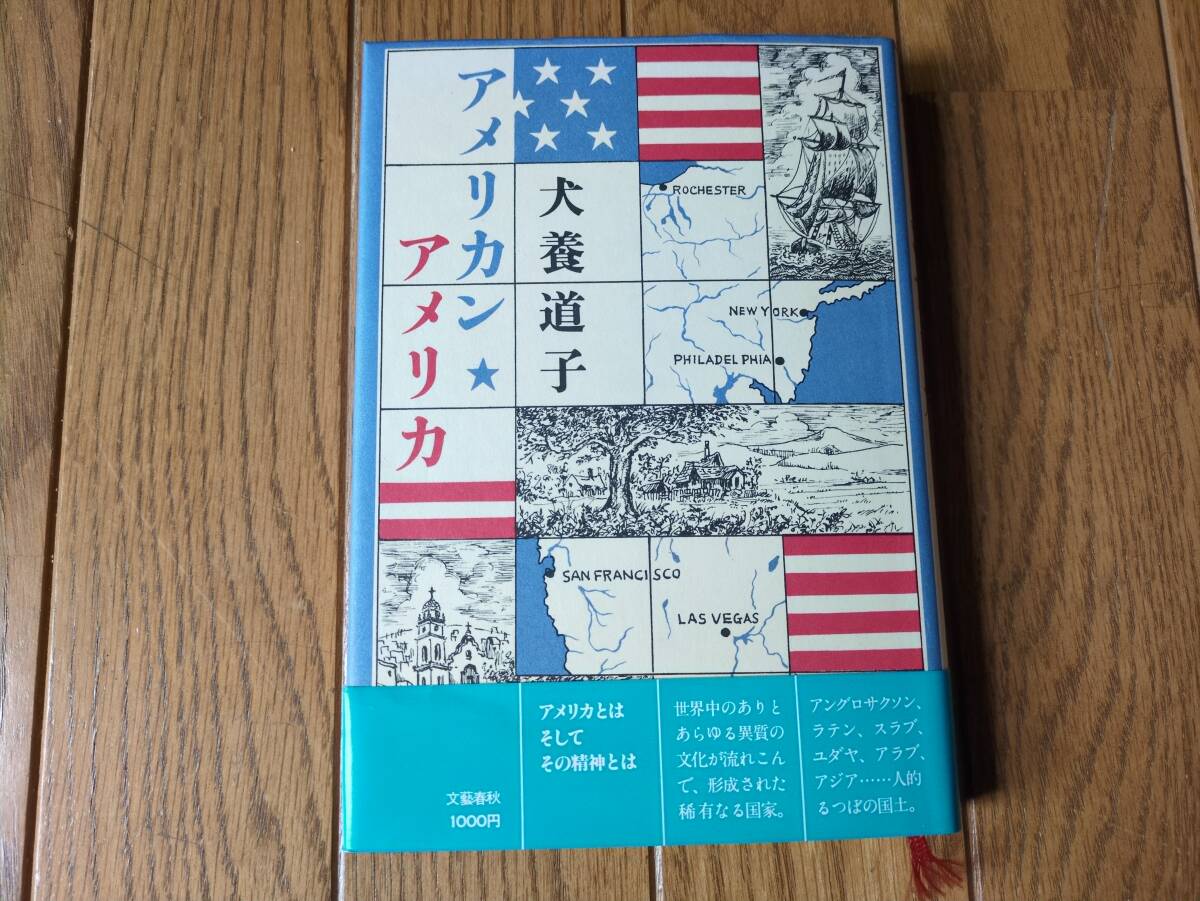 アメリカン★
アメリカ
犬養道子
ROCHESTER
NEW YORK
PHILADELPHIA
SAN FRANCISCO
LAS VEGAS
アメリカとは
そして
その精神とは
世界中のありと
あらゆる異質の
文化が流れこん
で、形成された
稀有なる国家。
アングロサクソン、
ラテン、スラブ、
ユダヤ、アラブ、
アジア……人的
るつぼの国土。
文藝春秋
1000円